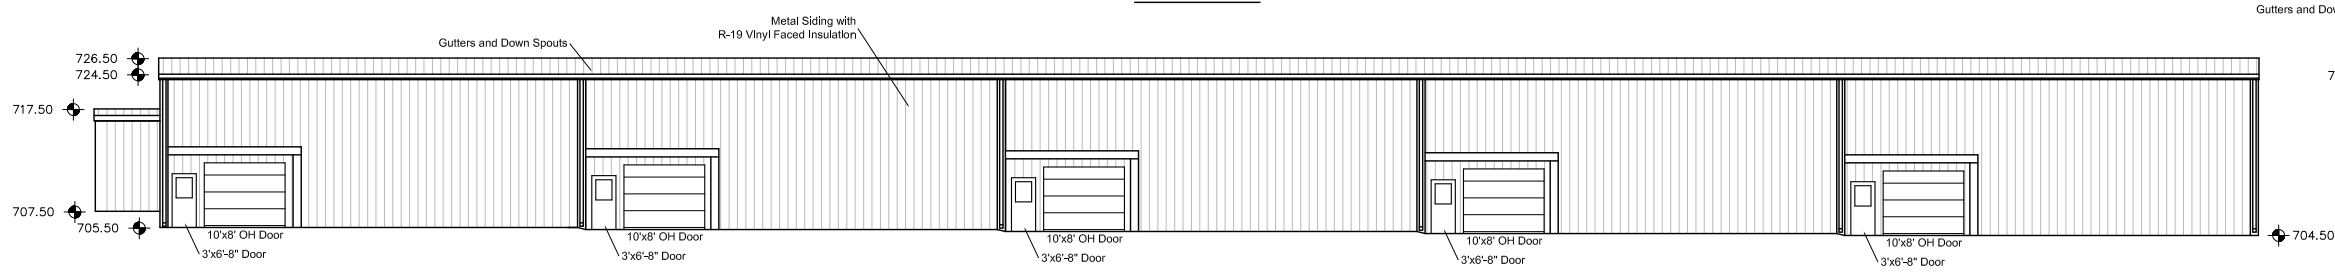 Gutters and Dov
Metal Siding with
R-19 VInyl Faced Insulation
Gutters and Down Spouts
726.50
724.50
7
717.50
707.50
705.50
704.50
10'x8' OH Door
3'x6'-8" Door
10'x8' OH Door
3'x6'-8" Door
10'x8' OH Door
3'x6'-8" Door
10'x8' OH Door
3'x6'-8" Door
10'x8' OH Door
3'x6'-8" Door